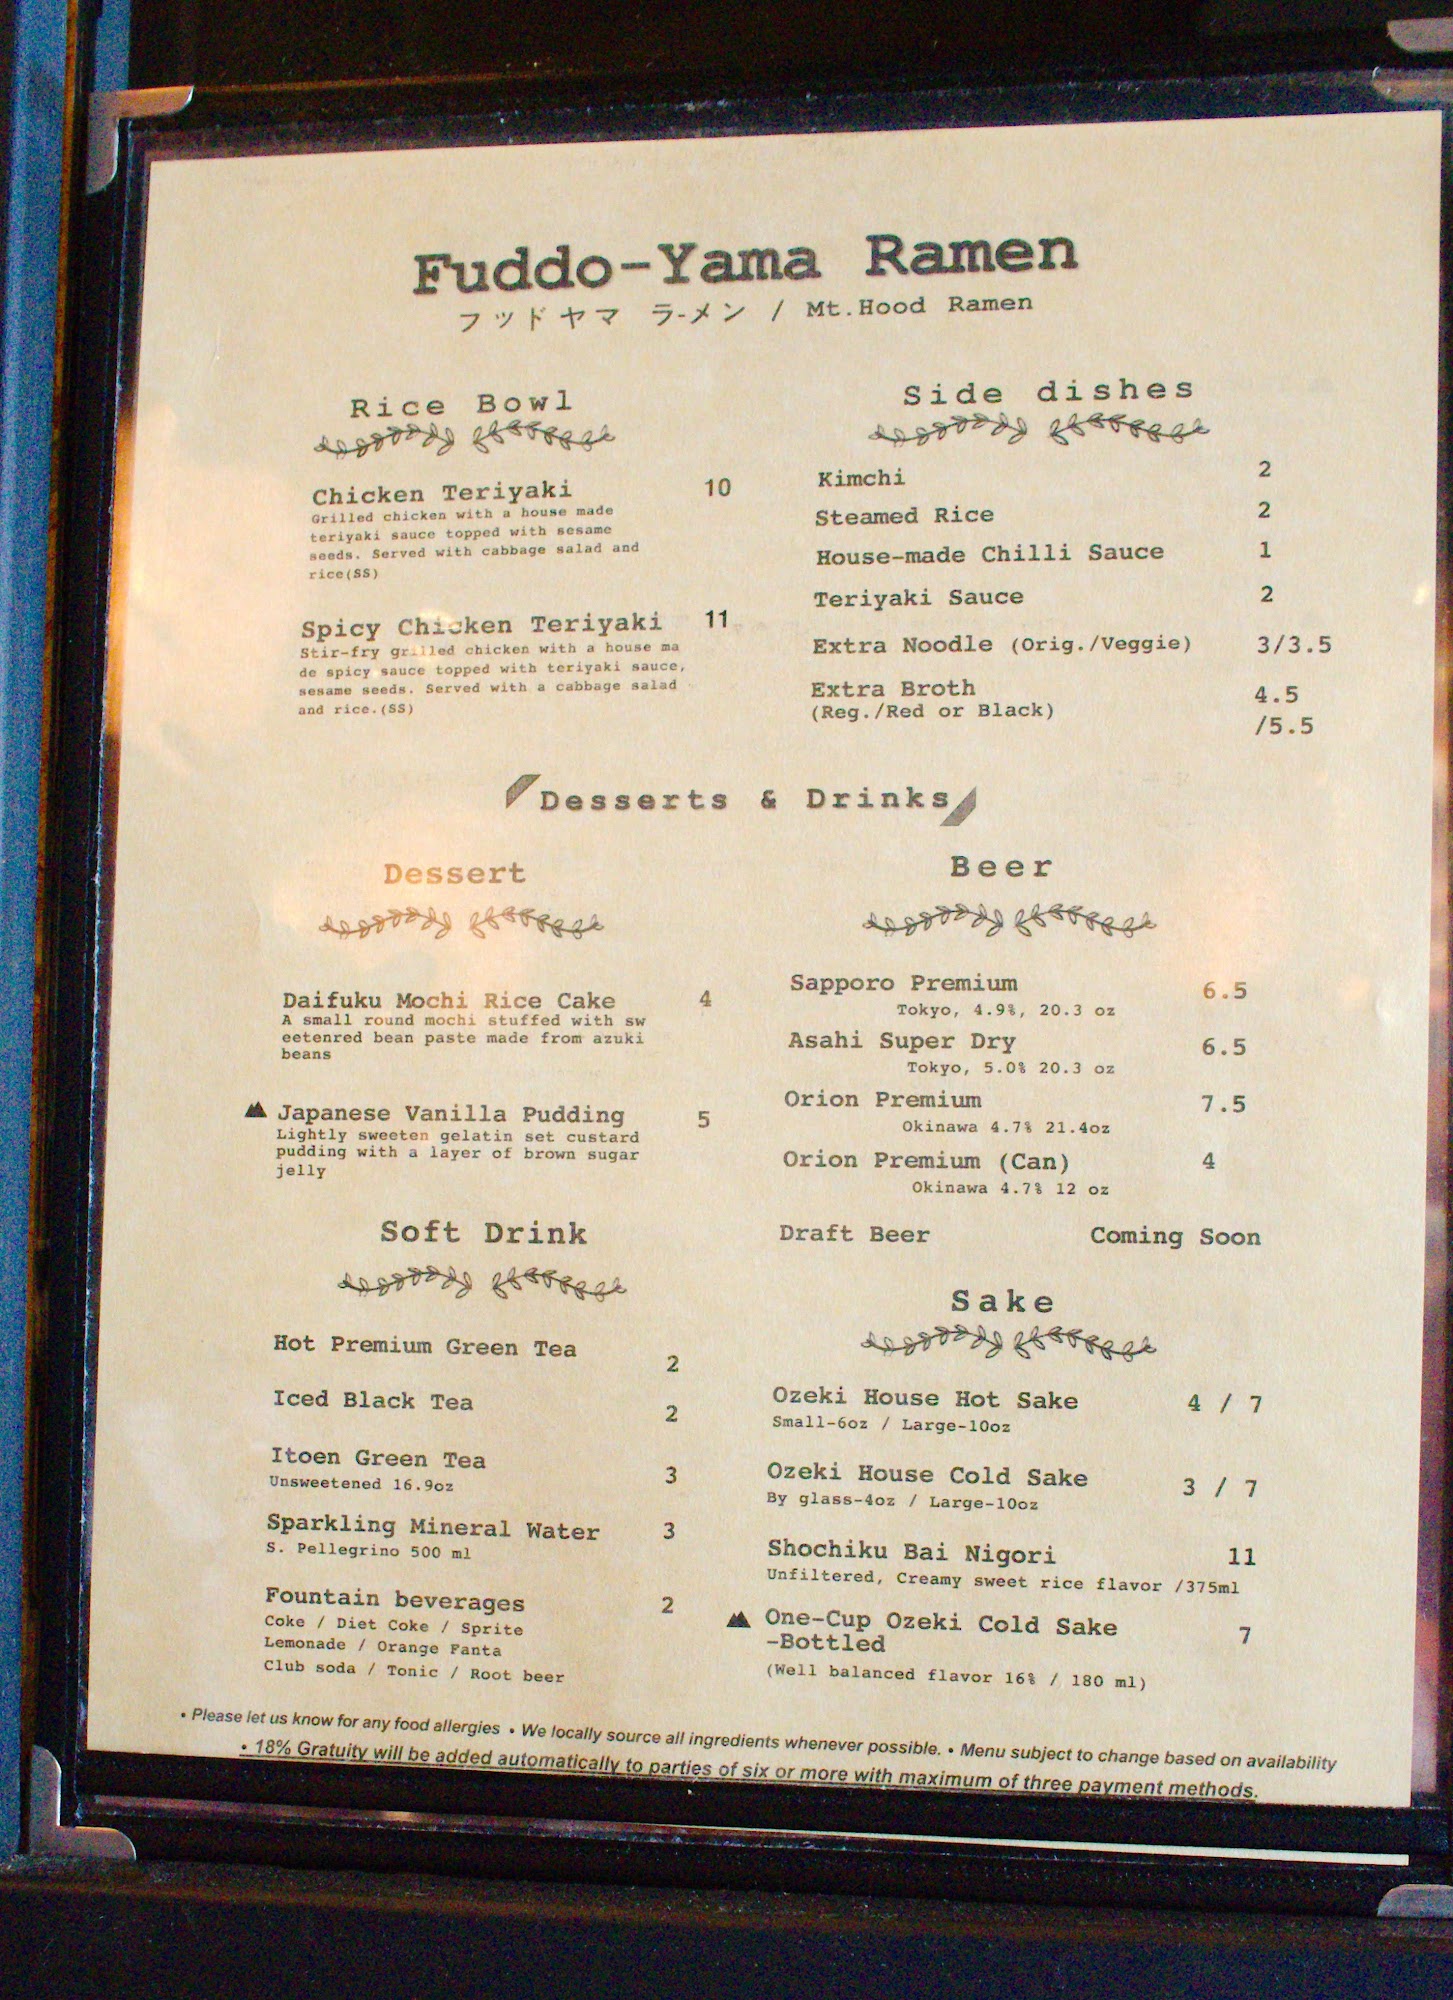 Fuddo-Yama Ramen
フッドヤマ ラーメン / Mt.Hood Ramen
Rice Bowl
Chicken Teriyaki 10
Grilled chicken with a house made
teriyaki sauce topped with sesame
seeds. Served with cabbage salad and
rice(SS)
Spicy Chicken Teriyaki 11
Stir-fry grilled chicken with a house ma
de spicy sauce topped with teriyaki sauce,
sesame seeds. Served with a cabbage salad
and rice.(SS)
Side dishes
Kimchi 2
Steamed Rice 2
House-made Chilli Sauce 1
Teriyaki Sauce 2
Extra Noodle (Orig./Veggie) 3/3.5
Extra Broth 4.5
(Reg./Red or Black) /5.5
Desserts & Drinks
Dessert
Daifuku Mochi Rice Cake 4
A small round mochi stuffed with sw
eetenred bean paste made from azuki
beans
Japanese Vanilla Pudding 5
Lightly sweeten gelatin set custard
pudding with a layer of brown sugar
jelly
Soft Drink
Hot Premium Green Tea 2
Iced Black Tea 2
Itoen Green Tea 3
Unsweetened 16.9oz
Sparkling Mineral Water 3
S. Pellegrino 500 ml
Fountain beverages 2
Coke / Diet Coke / Sprite
Lemonade / Orange Fanta
Club soda / Tonic / Root beer
Beer
Sapporo Premium 6.5
Tokyo, 4.9%, 20.3 oz
Asahi Super Dry 6.5
Tokyo, 5.0% 20.3 oz
Orion Premium 7.5
Okinawa 4.7% 21.4oz
Orion Premium (Can) 4
Okinawa 4.7% 12 oz
Draft Beer Coming Soon
Sake
Ozeki House Hot Sake 4 / 7
Small-6oz / Large-10oz
Ozeki House Cold Sake 3 / 7
By glass-4oz / Large-10oz
Shochiku Bai Nigori 11
Unfiltered, Creamy sweet rice flavor /375ml
One-Cup Ozeki Cold Sake 7
-Bottled
(Well balanced flavor 16% / 180 ml)
• Please let us know for any food allergies • We locally source all ingredients whenever possible. • Menu subject to change based on availability
• 18% Gratuity will be added automatically to parties of six or more with maximum of three payment methods.